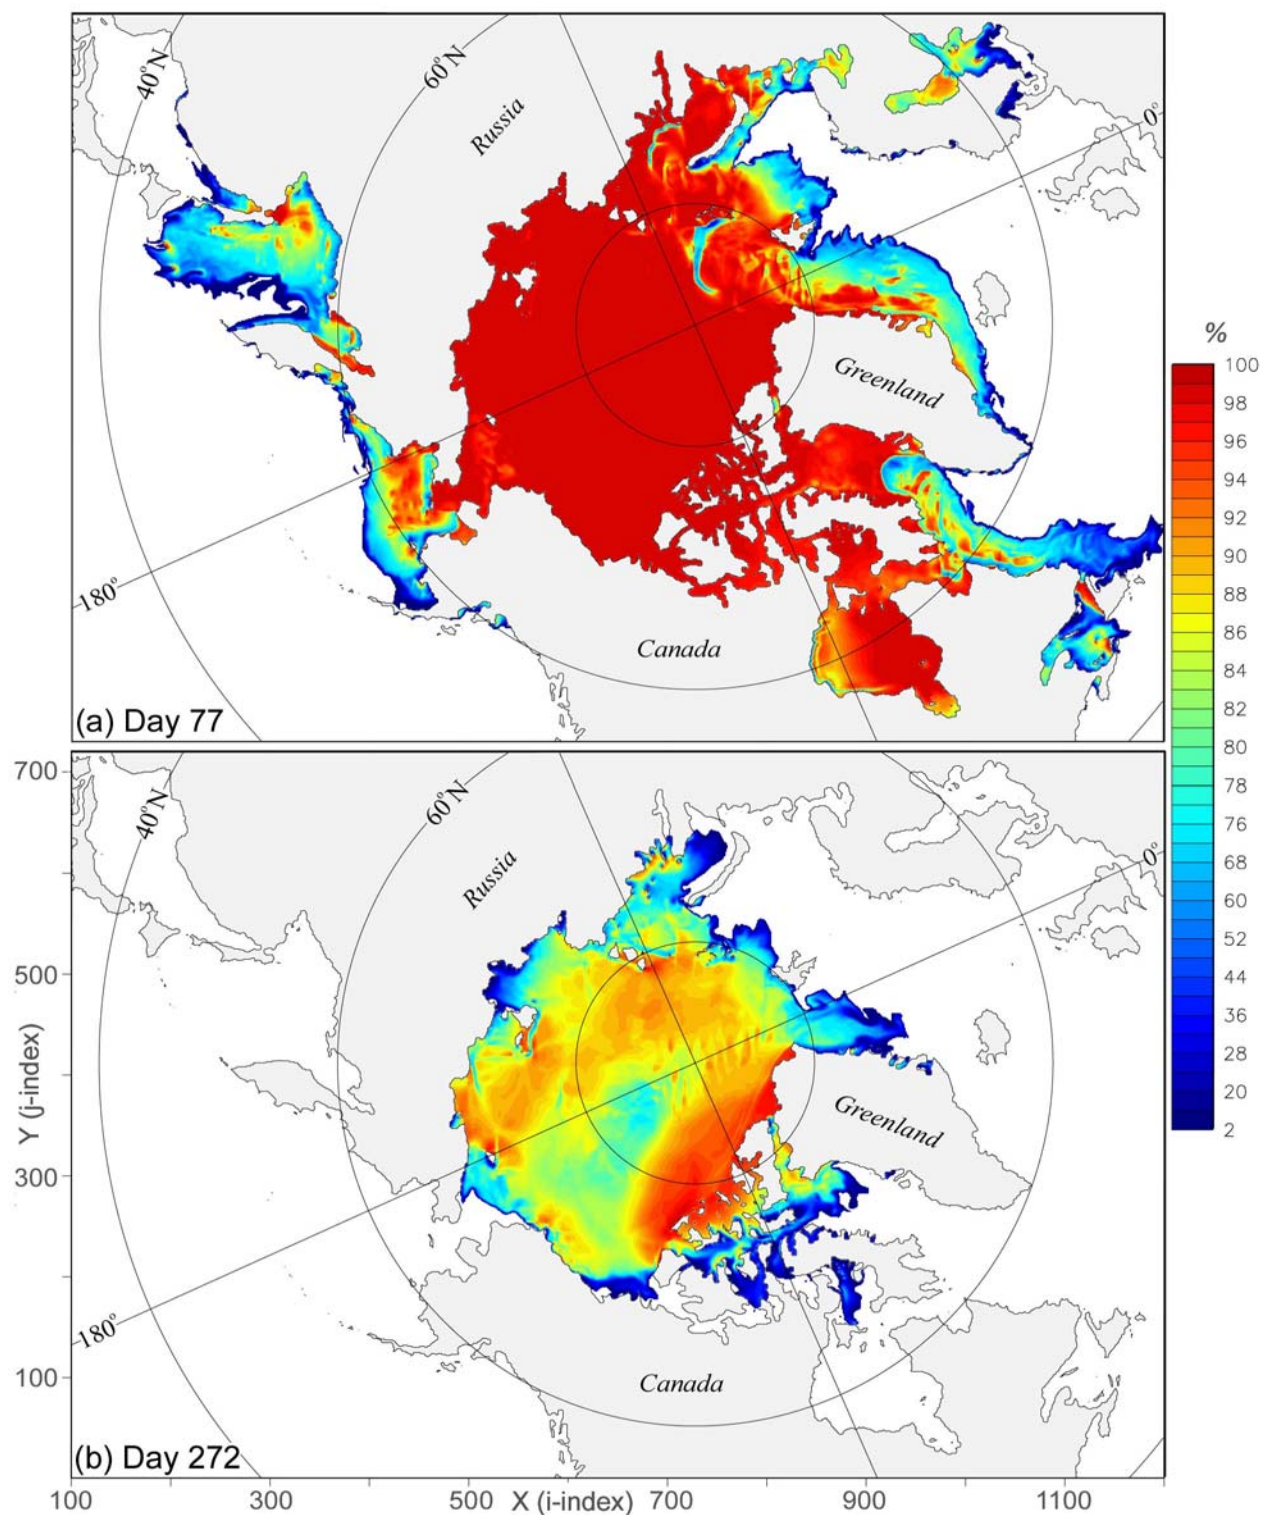 40°N
60°N
Russia
0°
%
Greenland
100
98
96
94
92
90
88
86
84
82
80
78
76
68
60
52
44
36
28
20
2
180°
Canada
(a) Day 77
700
500
300
100
Y (j-index)
40°N
60°N
Russia
0°
Greenland
180°
Canada
(b) Day 272
100 300 500 X (i-index) 700 900 1100